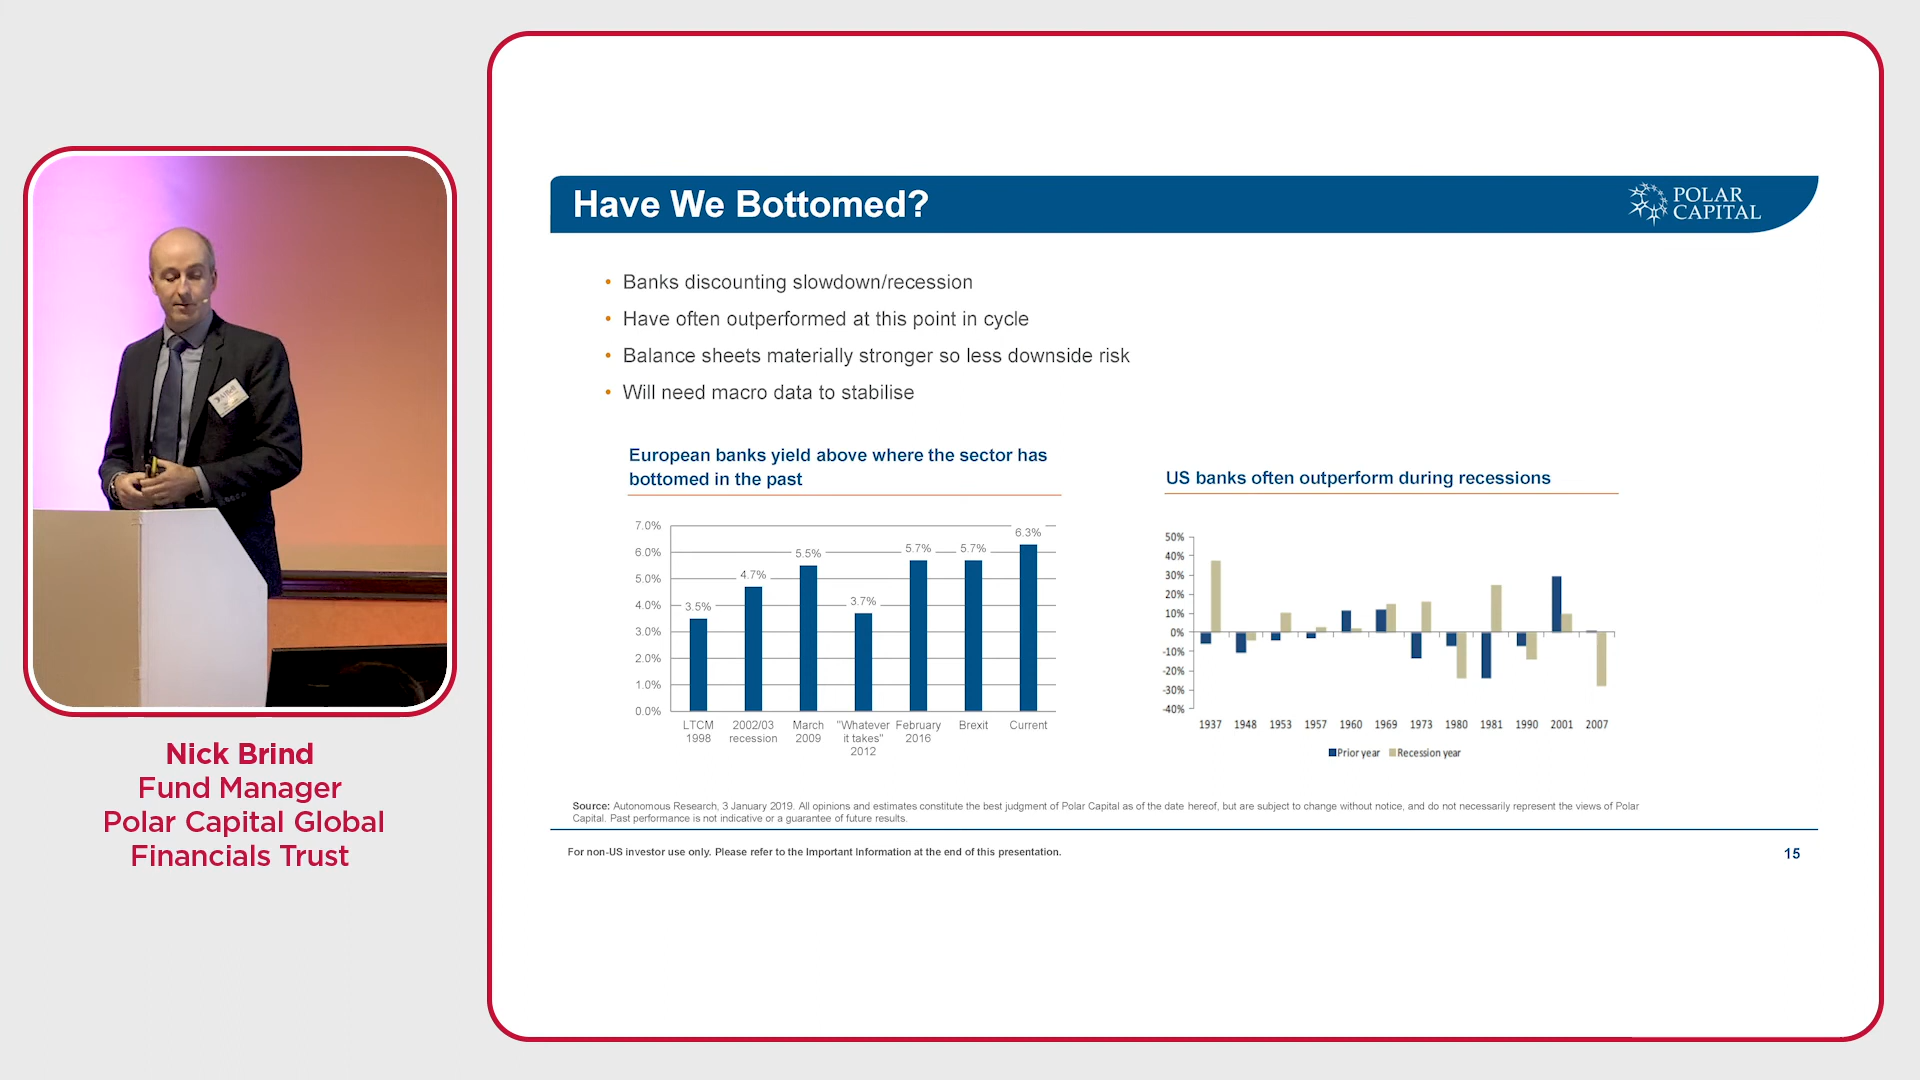 Have We Bottomed?
POLAR
CAPITAL
• Banks discounting slowdown/recession
• Have often outperformed at this point in cycle
• Balance sheets materially stronger so less downside risk
• Will need macro data to stabilise
European banks yield above where the sector has
bottomed in the past
7.0%
6.0%
5.0%
4.0%
3.0%
2.0%
1.0%
0.0%
3.5%
4.7%
5.5%
3.7%
5.7%
5.7%
6.3%
LTCM
1998
2002/03
recession
March
2009
"Whatever
it takes"
2012
February
2016
Brexit
Current
US banks often outperform during recessions
50%
40%
30%
20%
10%
0%
-10%
-20%
-30%
-40%
1937 1948 1953 1957 1960 1969 1973 1980 1981 1990 2001 2007
Prior year Recession year
Source: Autonomous Research, 3 January 2019. All opinions and estimates constitute the best judgment of Polar Capital as of the date hereof, but are subject to change without notice, and do not necessarily represent the views of Polar
Capital. Past performance is not indicative or a guarantee of future results.
For non-US investor use only. Please refer to the Important Information at the end of this presentation.
15
Nick Brind
Fund Manager
Polar Capital Global
Financials Trust